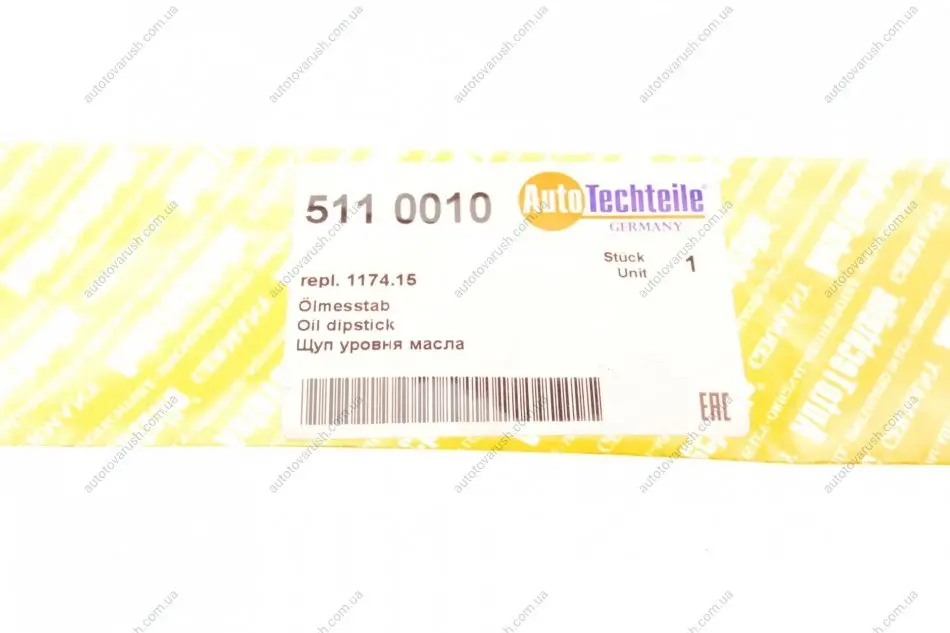 511 0010
AutoTechteile®
GERMANY
Stuck 1
Unit
repl. 1174.15
Ölmesstab
Oil dipstick
Щуп уровня масла
EAC
autotovarush.com.ua